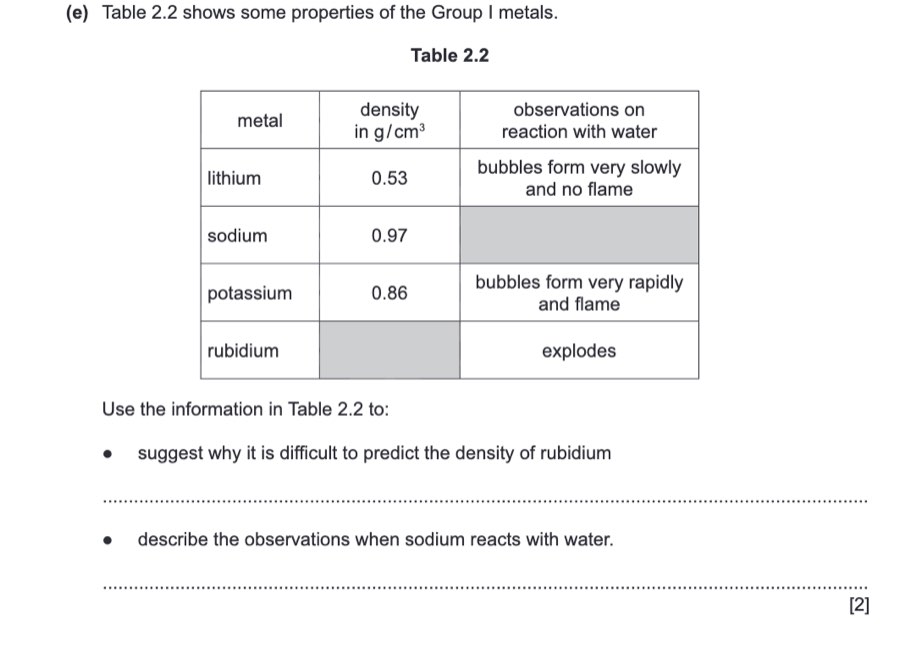 (e) Table 2.2 shows some properties of the Group I metals.
Table 2.2
metal
density
in g/cm³
observations on
reaction with water
lithium
0.53
bubbles form very slowly
and no flame
sodium
0.97
potassium
0.86
bubbles form very rapidly
and flame
rubidium
explodes
Use the information in Table 2.2 to:
• suggest why it is difficult to predict the density of rubidium
• describe the observations when sodium reacts with water.
[2]